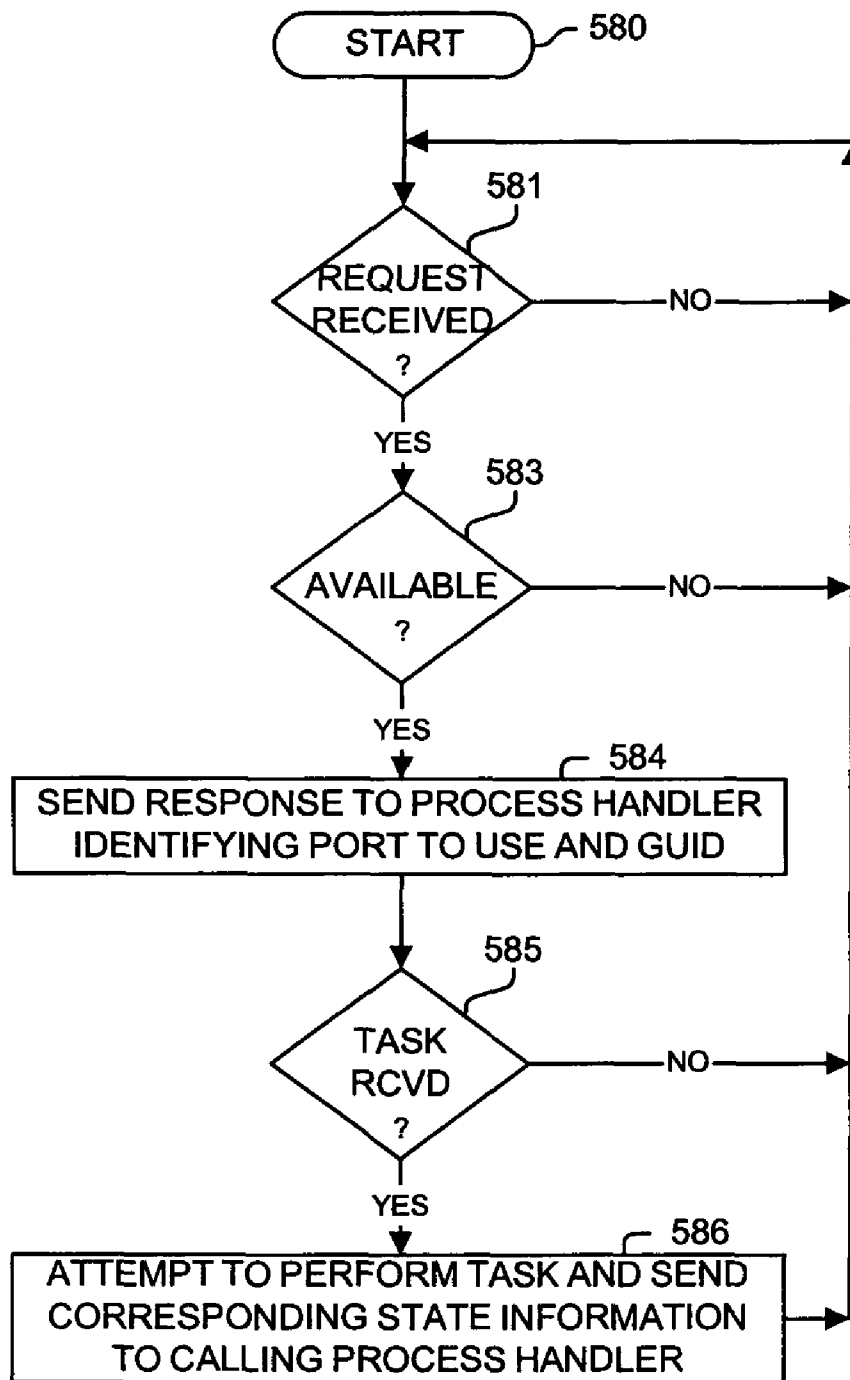 START
580
581
REQUEST
RECEIVED
?
NO
YES
583
AVAILABLE
?
NO
YES
584
SEND RESPONSE TO PROCESS HANDLER
IDENTIFYING PORT TO USE AND GUID
585
TASK
RCVD
?
NO
YES
586
ATTEMPT TO PERFORM TASK AND SEND
CORRESPONDING STATE INFORMATION
TO CALLING PROCESS HANDLER